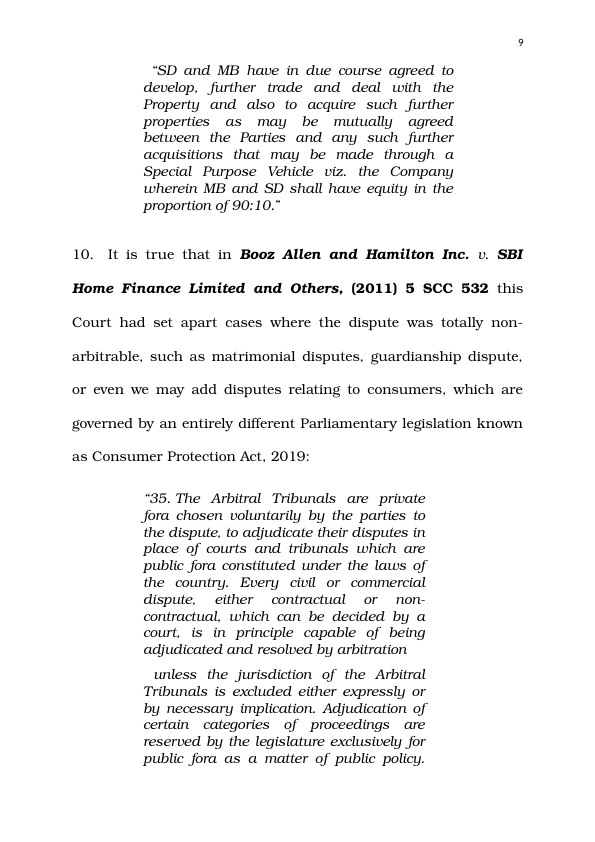 9
“SD and MB have in due course agreed to
develop, further trade and deal with the
Property and also to acquire such further
properties as may be mutually agreed
between the Parties and any such further
acquisitions that may be made through a
Special Purpose Vehicle viz. the Company
wherein MB and SD shall have equity in the
proportion of 90:10.”
10. It is true that in Booz Allen and Hamilton Inc. v. SBI
Home Finance Limited and Others, (2011) 5 SCC 532 this
Court had set apart cases where the dispute was totally non-
arbitrable, such as matrimonial disputes, guardianship dispute,
or even we may add disputes relating to consumers, which are
governed by an entirely different Parliamentary legislation known
as Consumer Protection Act, 2019:
“35. The Arbitral Tribunals are private
fora chosen voluntarily by the parties to
the dispute, to adjudicate their disputes in
place of courts and tribunals which are
public fora constituted under the laws of
the country. Every civil or commercial
dispute, either contractual or non-
contractual, which can be decided by a
court, is in principle capable of being
adjudicated and resolved by arbitration
unless the jurisdiction of the Arbitral
Tribunals is excluded either expressly or
by necessary implication. Adjudication of
certain categories of proceedings are
reserved by the legislature exclusively for
public fora as a matter of public policy.